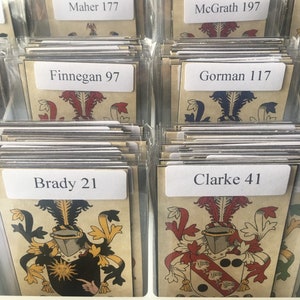 Maher 177
McGrath 197
Finnegan 97
Gorman 117
Brady 21
Clarke 41